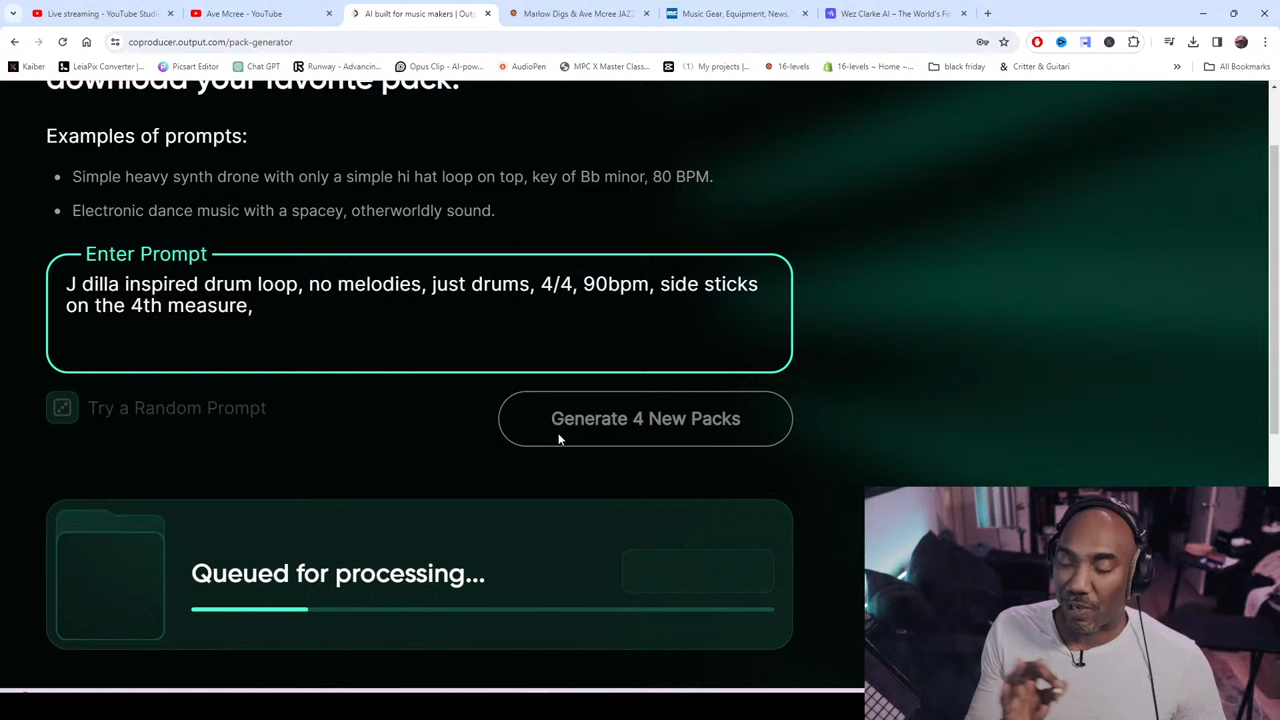 Live streaming - YouTube Studi
Ave Mcree - YouTube
AI built for music makers | Outp
Marlow Digs & Ave Mcree JAZZ
Music Gear, Equipment, News, T
Wez Clarke AI – The World's Fi
coproducer.output.com/pack-generator
Kaiber
LeiaPix Converter |...
Picsart Editor
Chat GPT
Runway - Advancin...
Opus Clip - AI-pow...
AudioPen
MPC X Master Class...
(1) My projects |...
16-levels
16-levels ~ Home ~...
black friday
Critter & Guitari
»
All Bookmarks
download your favorite pack.
Examples of prompts:
• Simple heavy synth drone with only a simple hi hat loop on top, key of Bb minor, 80 BPM.
• Electronic dance music with a spacey, otherworldly sound.
Enter Prompt
J dilla inspired drum loop, no melodies, just drums, 4/4, 90bpm, side sticks
on the 4th measure,
Try a Random Prompt
Generate 4 New Packs
Queued for processing...